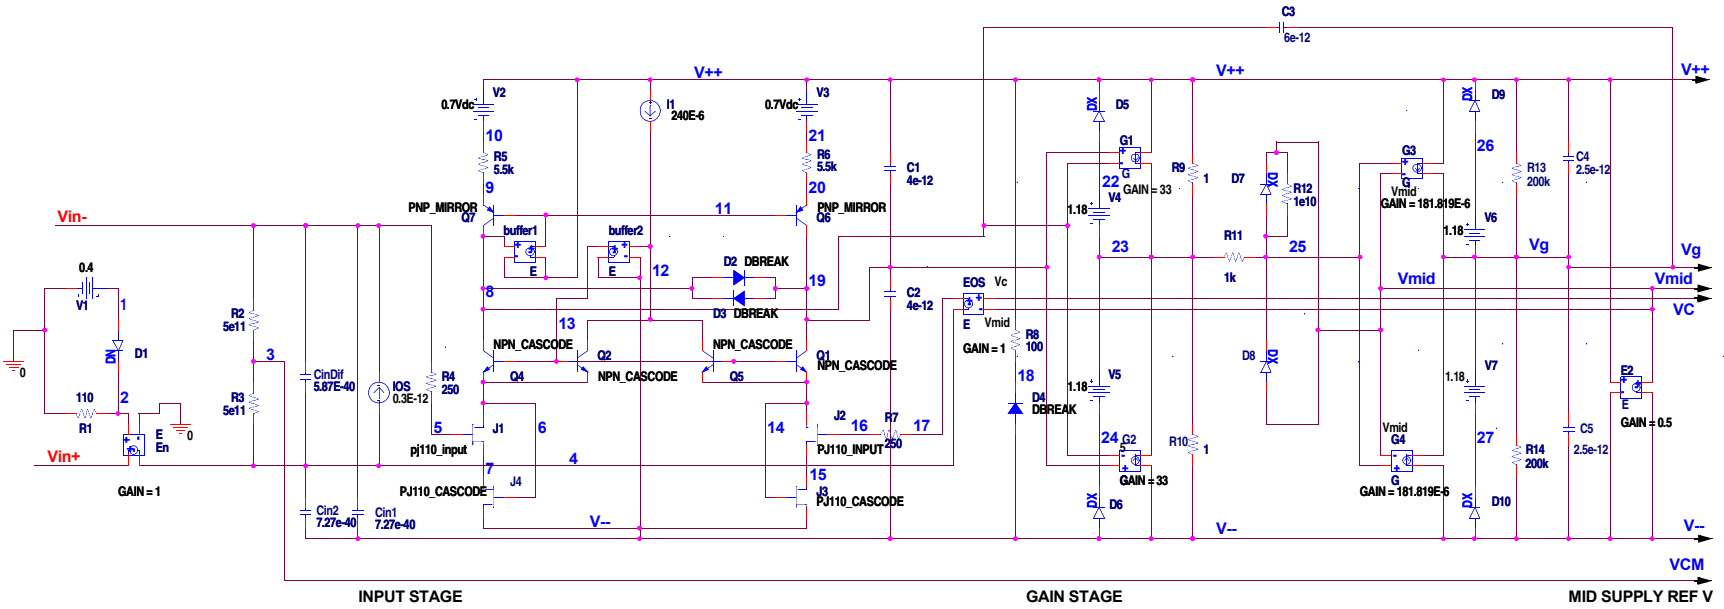 C3
6e-12
V++
V++
V++
V2
0.7Vdc
I1
240E-6
V3
0.7Vdc
10
21
R5
5.5k
R6
5.5k
9
20
PNP_MIRROR
Q7
11
PNP_MIRROR
Q6
buffer1
E
buffer2
E
12
C1
4e-12
DX
D5
G1
G
GAIN = 33
22
V4
1.18
R9
1
D7
DX
R12
1e10
G3
G
Vmid
GAIN = 181.819E-6
DX
D9
26
V6
1.18
R13
200k
C4
2.5e-12
Vin-
0.4
V1
1
DN
D1
0
110
R1
2
0
E
En
Vin+
GAIN = 1
R2
5e11
3
R3
5e11
CinDif
5.87E-40
IOS
0.3E-12
R4
250
Cin2
7.27e-40
Cin1
7.27e-40
D2
DBREAK
D3
DBREAK
8
19
13
NPN_CASCODE
Q4
Q2
NPN_CASCODE
NPN_CASCODE
Q5
Q1
NPN_CASCODE
5
J1
pj110_input
6
7
J4
PJ110_CASCODE
14
J2
PJ110_INPUT
16
R7
250
17
15
J3
PJ110_CASCODE
4
V--
C2
4e-12
EOS
E
Vc
Vmid
GAIN = 1
R8
100
18
D4
DBREAK
23
R11
1k
25
V5
1.18
24
G2
GAIN = 33
DX
D6
R10
1
D8
DX
Vmid
G4
G
GAIN = 181.819E-6
Vg
Vg
Vmid
Vmid
VC
V7
1.18
27
DX
D10
R14
200k
C5
2.5e-12
E2
E
GAIN = 0.5
V--
V--
VCM
INPUT STAGE
GAIN STAGE
MID SUPPLY REF V